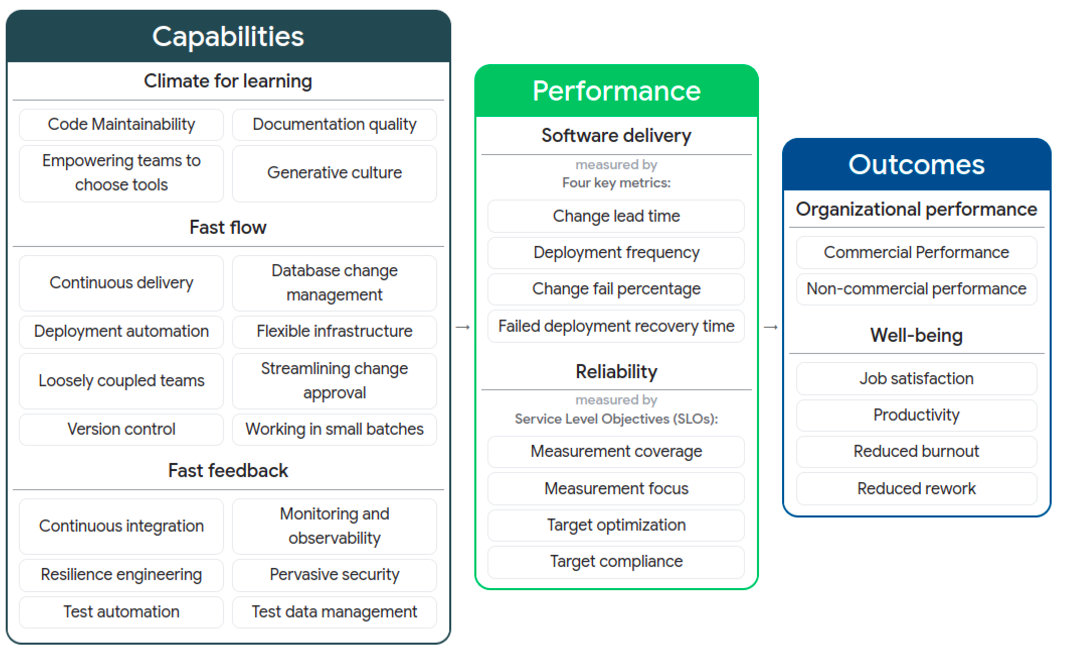 Capabilities
Climate for learning
Code Maintainability
Documentation quality
Empowering teams to
choose tools
Generative culture
Fast flow
Continuous delivery
Database change
management
Deployment automation
Flexible infrastructure
Loosely coupled teams
Streamlining change
approval
Version control
Working in small batches
Fast feedback
Continuous integration
Monitoring and
observability
Resilience engineering
Pervasive security
Test automation
Test data management
→
Performance
Software delivery
measured by
Four key metrics:
Change lead time
Deployment frequency
Change fail percentage
Failed deployment recovery time
Reliability
measured by
Service Level Objectives (SLOs):
Measurement coverage
Measurement focus
Target optimization
Target compliance
→
Outcomes
Organizational performance
Commercial Performance
Non-commercial performance
Well-being
Job satisfaction
Productivity
Reduced burnout
Reduced rework